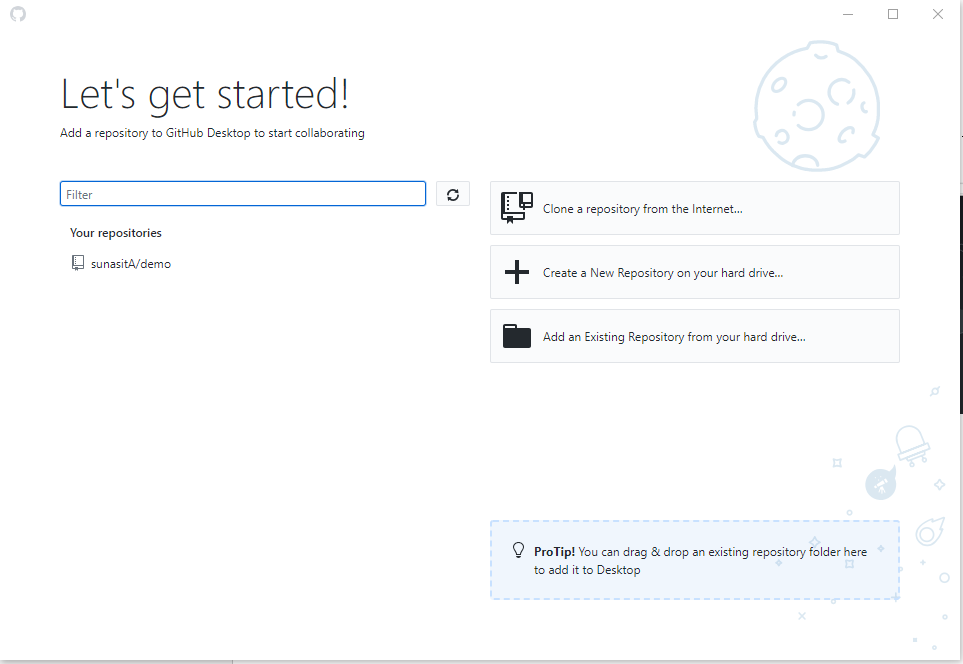 Let's get started!
Add a repository to GitHub Desktop to start collaborating
Filter
Your repositories
sunasitA/demo
Clone a repository from the Internet...
Create a New Repository on your hard drive...
Add an Existing Repository from your hard drive...
ProTip! You can drag & drop an existing repository folder here
to add it to Desktop